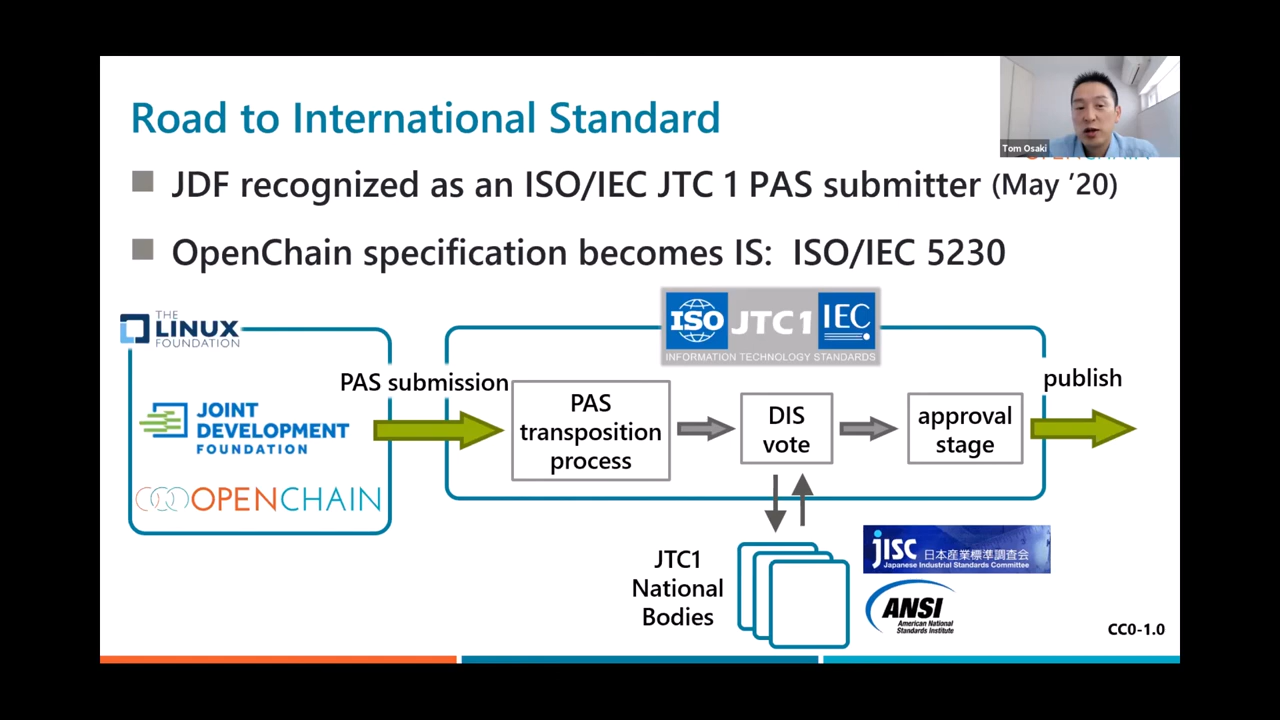 Road to International Standard
Tom Osaki
JDF recognized as an ISO/IEC JTC 1 PAS submitter (May ’20)
OpenChain specification becomes IS: ISO/IEC 5230
THE
LINUX
FOUNDATION
ISO JTC1 IEC
INFORMATION TECHNOLOGY STANDARDS
PAS submission
publish
JOINT
DEVELOPMENT
FOUNDATION
OPENCHAIN
PAS
transposition
process
DIS
vote
approval
stage
JTC1
National
Bodies
JISC 日本産業標準調査会
Japanese Industrial Standards Committee
ANSI
American National
Standards Institute
CC0-1.0